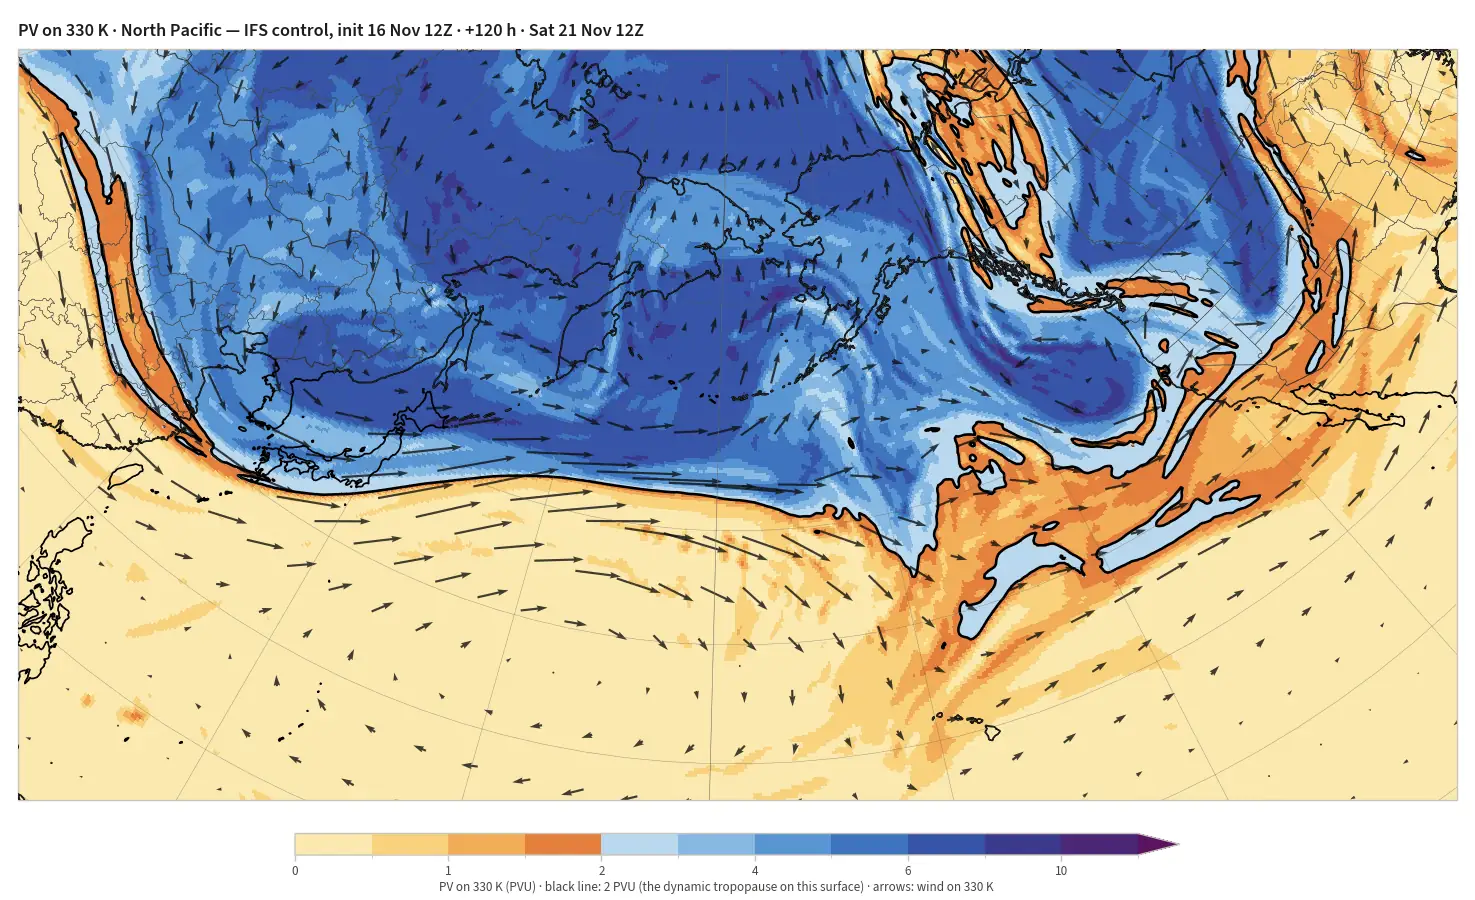 PV on 330 K · North Pacific — IFS control, init 16 Nov 12Z · +120 h · Sat 21 Nov 12Z
0 1 2 4 6 10
PV on 330 K (PVU) · black line: 2 PVU (the dynamic tropopause on this surface) · arrows: wind on 330 K